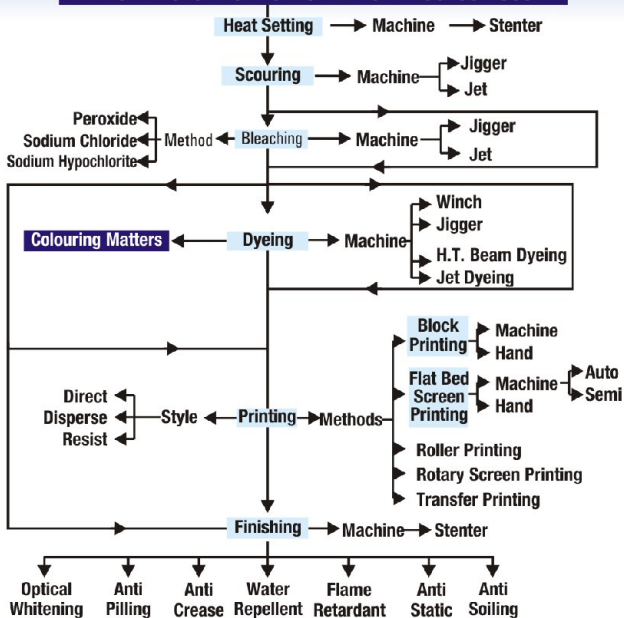 Heat Setting Machine Stenter
Jigger
Scouring Machine
Jet
Peroxide
Sodium Chloride Method Bleaching Machine
Sodium Hypochlorite
Jigger
Jet
Winch
Jigger
Colouring Matters Dyeing Machine
H.T. Beam Dyeing
Jet Dyeing
Block
Printing
Machine
Hand
Flat Bed
Screen
Printing
Machine
Hand
Auto
Semi
Direct
Disperse Style Printing Methods
Resist
Roller Printing
Rotary Screen Printing
Transfer Printing
Finishing Machine Stenter
Optical
Whitening
Anti
Pilling
Anti
Crease
Water
Repellent
Flame
Retardant
Anti
Static
Anti
Soiling